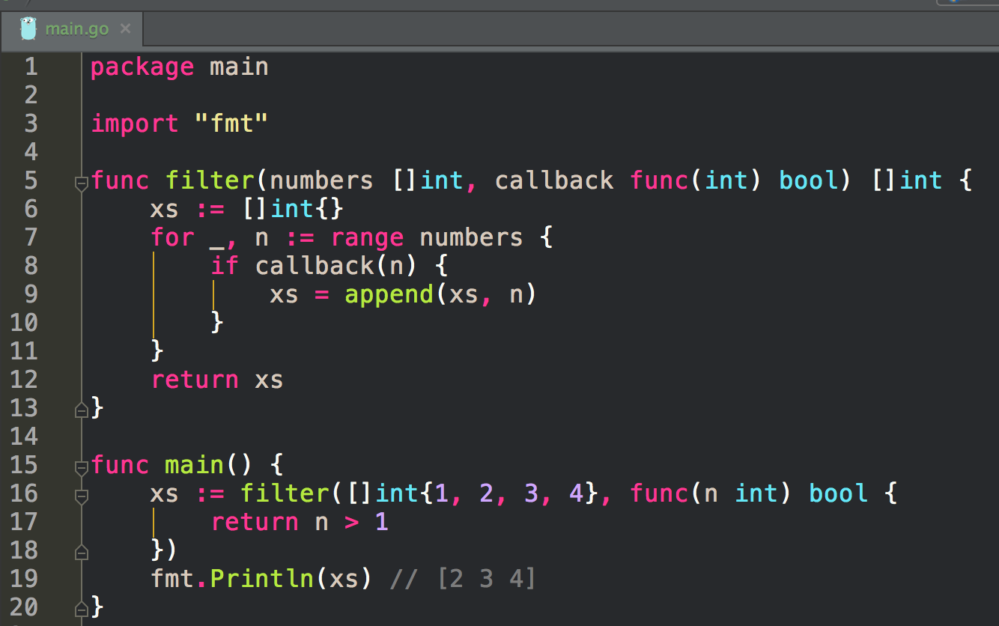 main.go ×
1 package main
2
3 import "fmt"
4
5 func filter(numbers []int, callback func(int) bool) []int {
6     xs := []int{}
7     for _, n := range numbers {
8         if callback(n) {
9             xs = append(xs, n)
10         }
11     }
12     return xs
13 }
14
15 func main() {
16     xs := filter([]int{1, 2, 3, 4}, func(n int) bool {
17         return n > 1
18     })
19     fmt.Println(xs) // [2 3 4]
20 }